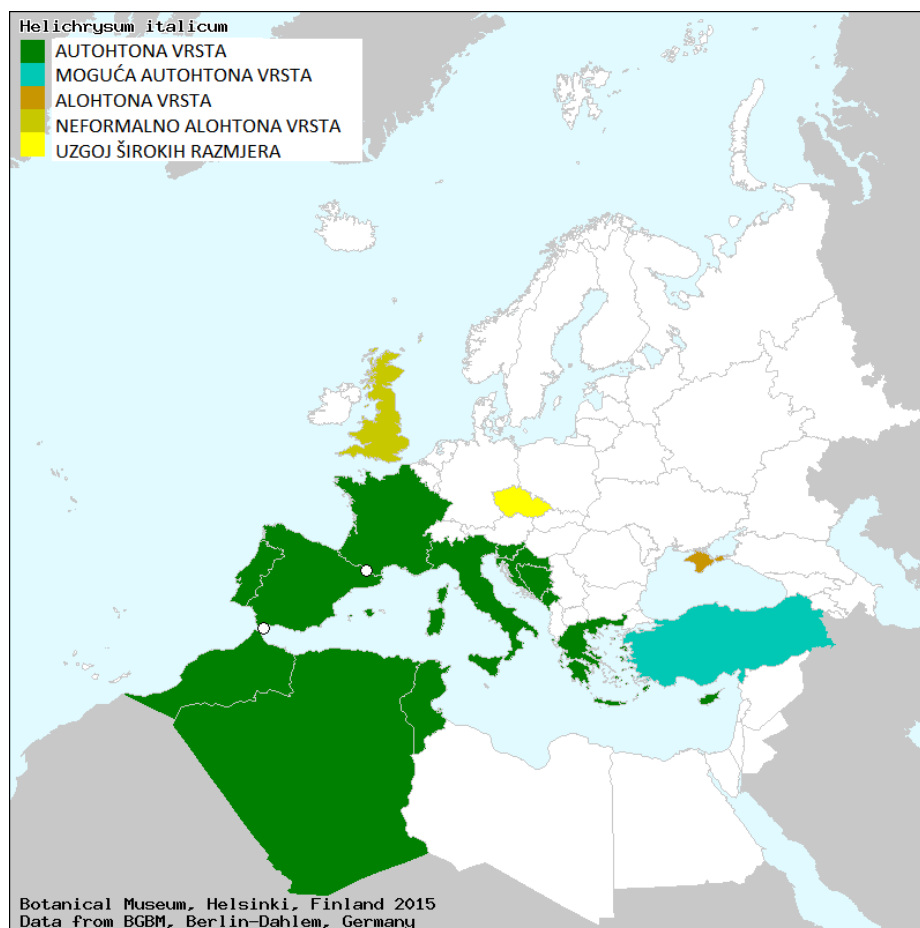 Helichrysum italicum
AUTOHTONA VRSTA
MOGUĆA AUTOHTONA VRSTA
ALOHTONA VRSTA
NEFORMALNO ALOHTONA VRSTA
UZGOJ ŠIROKIH RAZMJERA
Botanical Museum, Helsinki, Finland 2015
Data from BGBM, Berlin-Dahlem, Germany